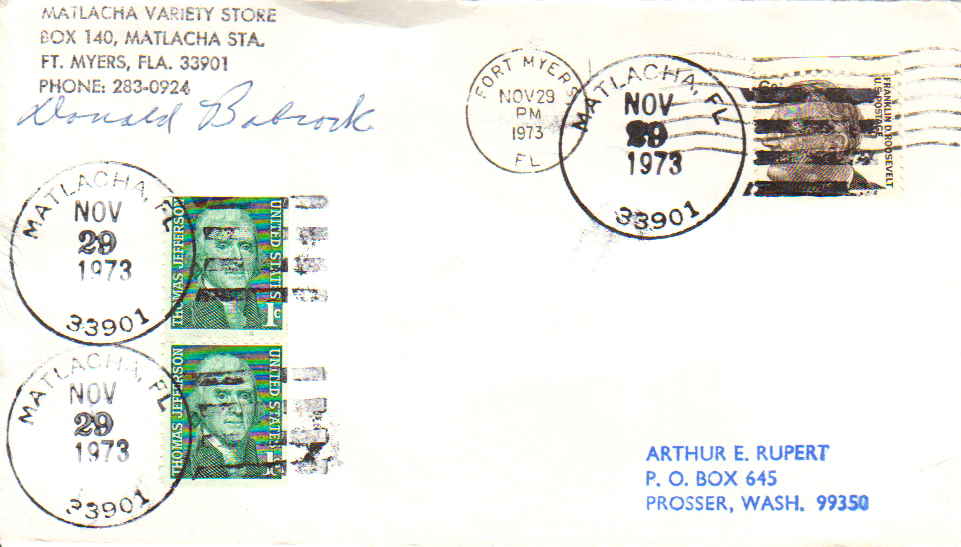 MATLACHA VARIETY STORE
BOX 140, MATLACHA STA.
FT. MYERS, FLA. 33901
PHONE: 283-0924
Donald Babcock
FORT MYERS
NOV 29
PM
1973
FL
MATLACHA, FL
NOV
29
1973
33901
FRANKLIN D. ROOSEVELT
U.S. POSTAGE
MATLACHA, FL
NOV
29
1973
33901
THOMAS JEFFERSON
UNITED STATES
1c
MATLACHA, FL
NOV
29
1973
33901
THOMAS JEFFERSON
UNITED STATES
ARTHUR E. RUPERT
P. O. BOX 645
PROSSER, WASH. 99350